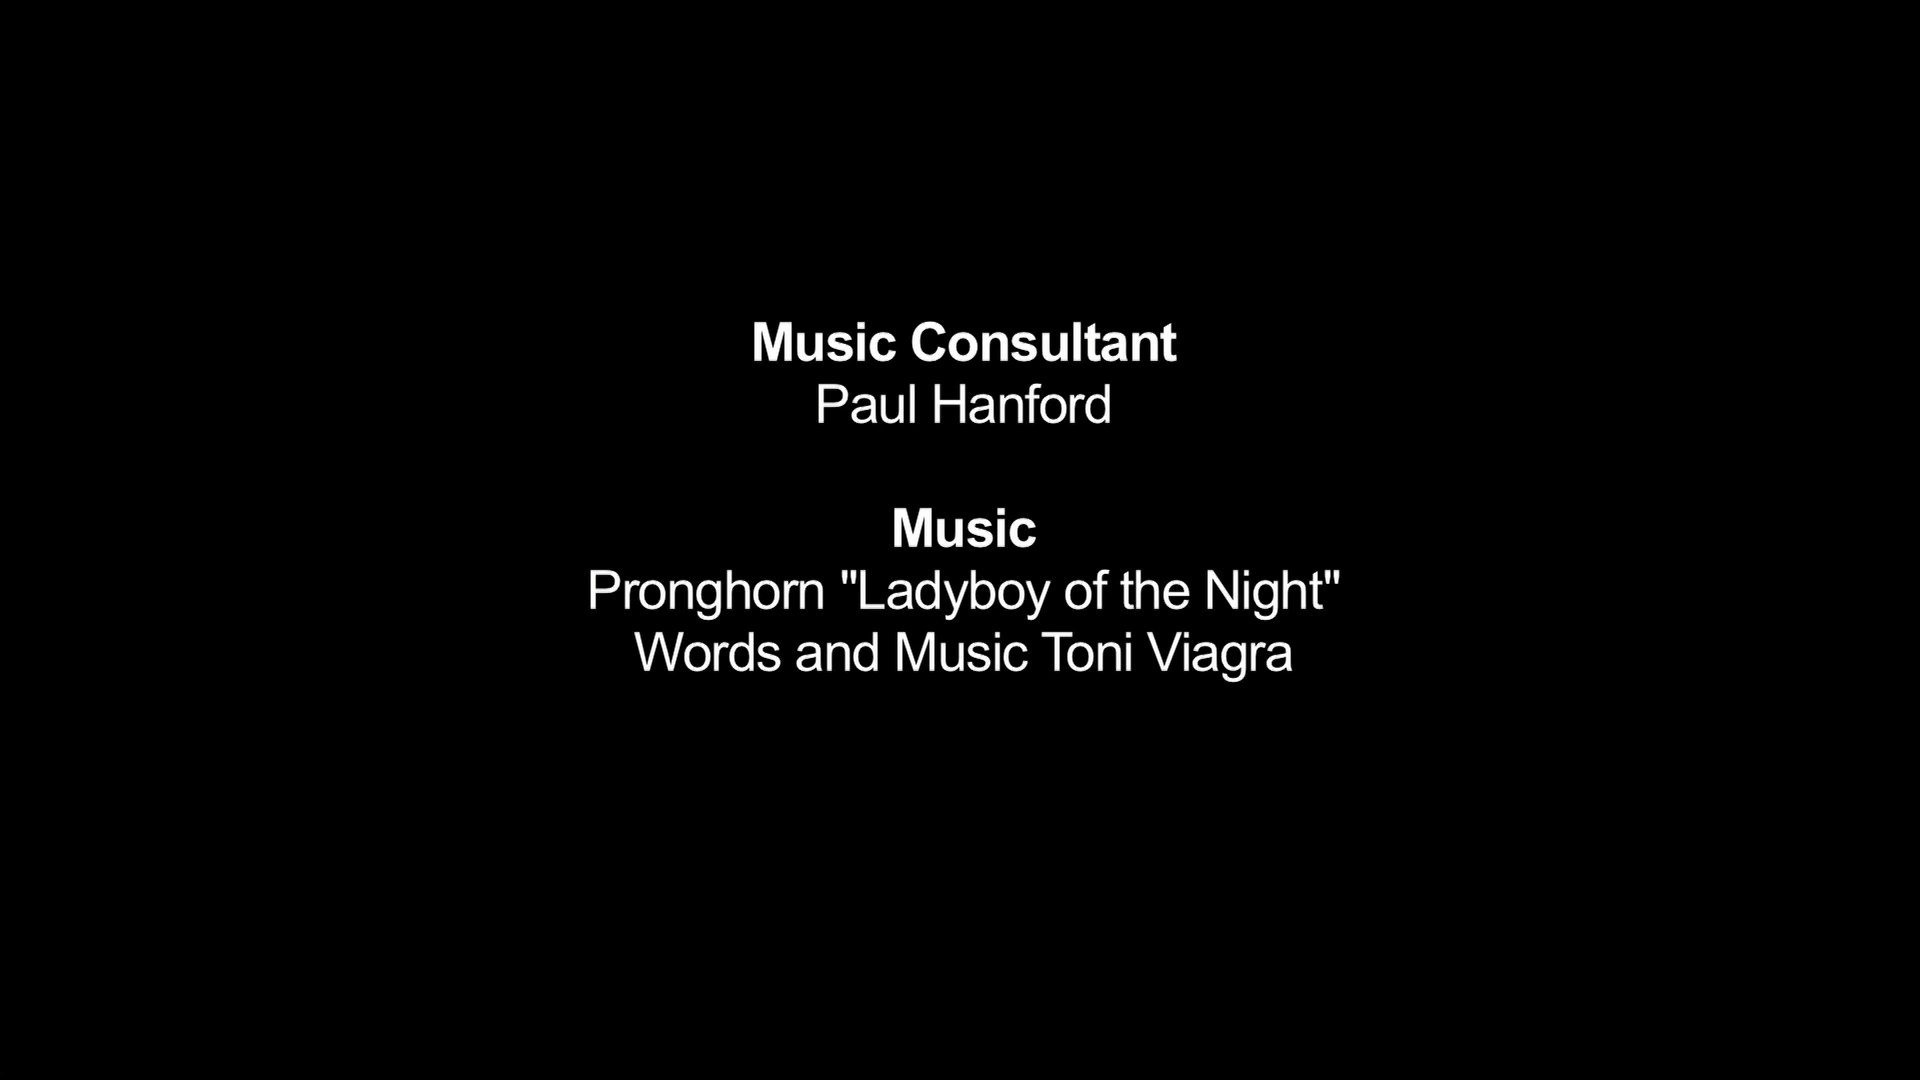 Music Consultant
Paul Hanford
Music
Pronghorn "Ladyboy of the Night"
Words and Music Toni Viagra